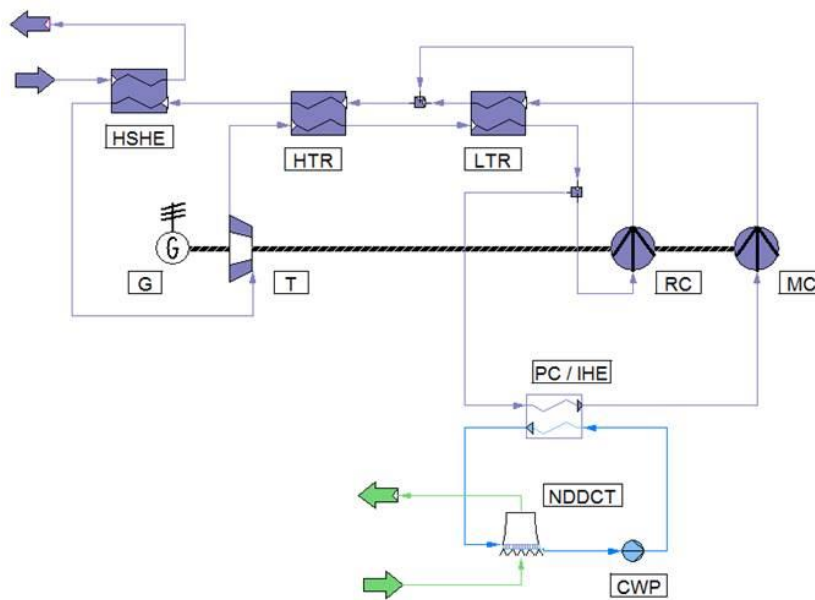 HSHE
HTR
LTR
G
G
T
RC
MC
PC / IHE
NDDCT
CWP